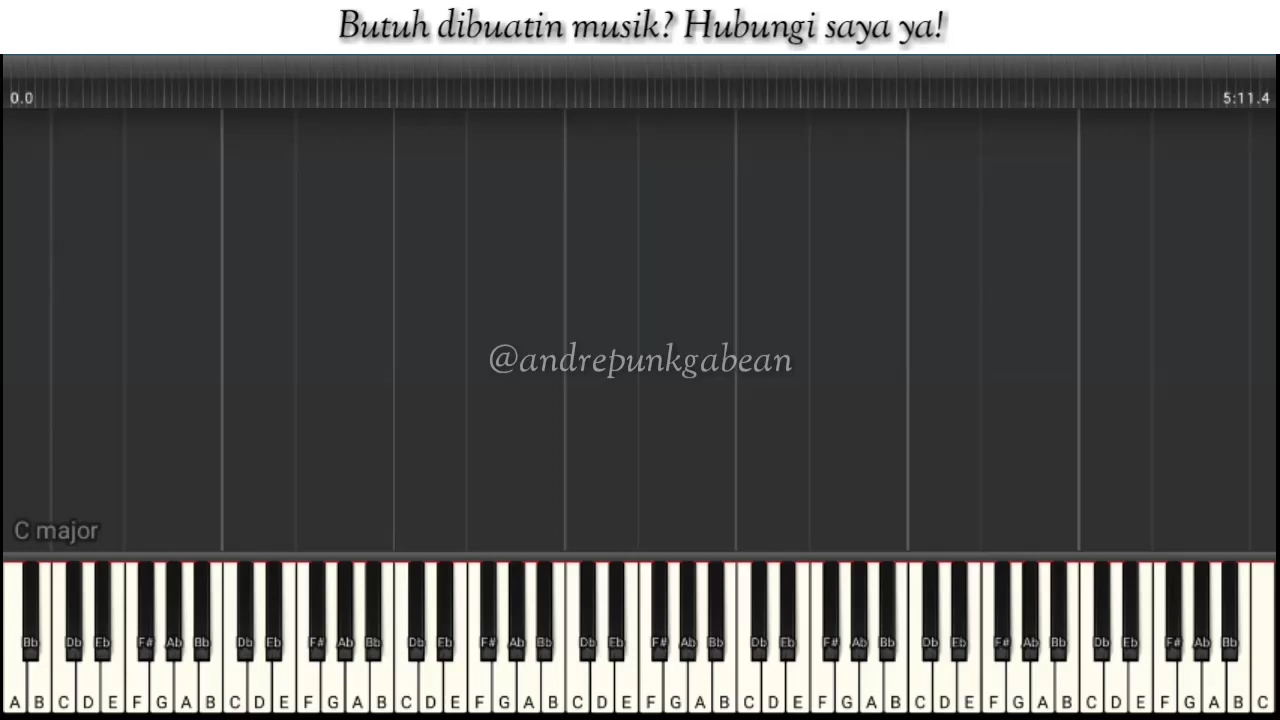 Butuh dibuatin musik? Hubungi saya ya!
0.0 5:11.4
@andrepunkgabean
C major
Bb Db Eb F# Ab Bb Db Eb F# Ab Bb Db Eb F# Ab Bb Db Eb F# Ab Bb Db Eb F# Ab Bb Db Eb F# Ab Bb Db Eb F# Ab Bb
A B C D E F G A B C D E F G A B C D E F G A B C D E F G A B C D E F G A B C D E F G A B C D E F G A B C